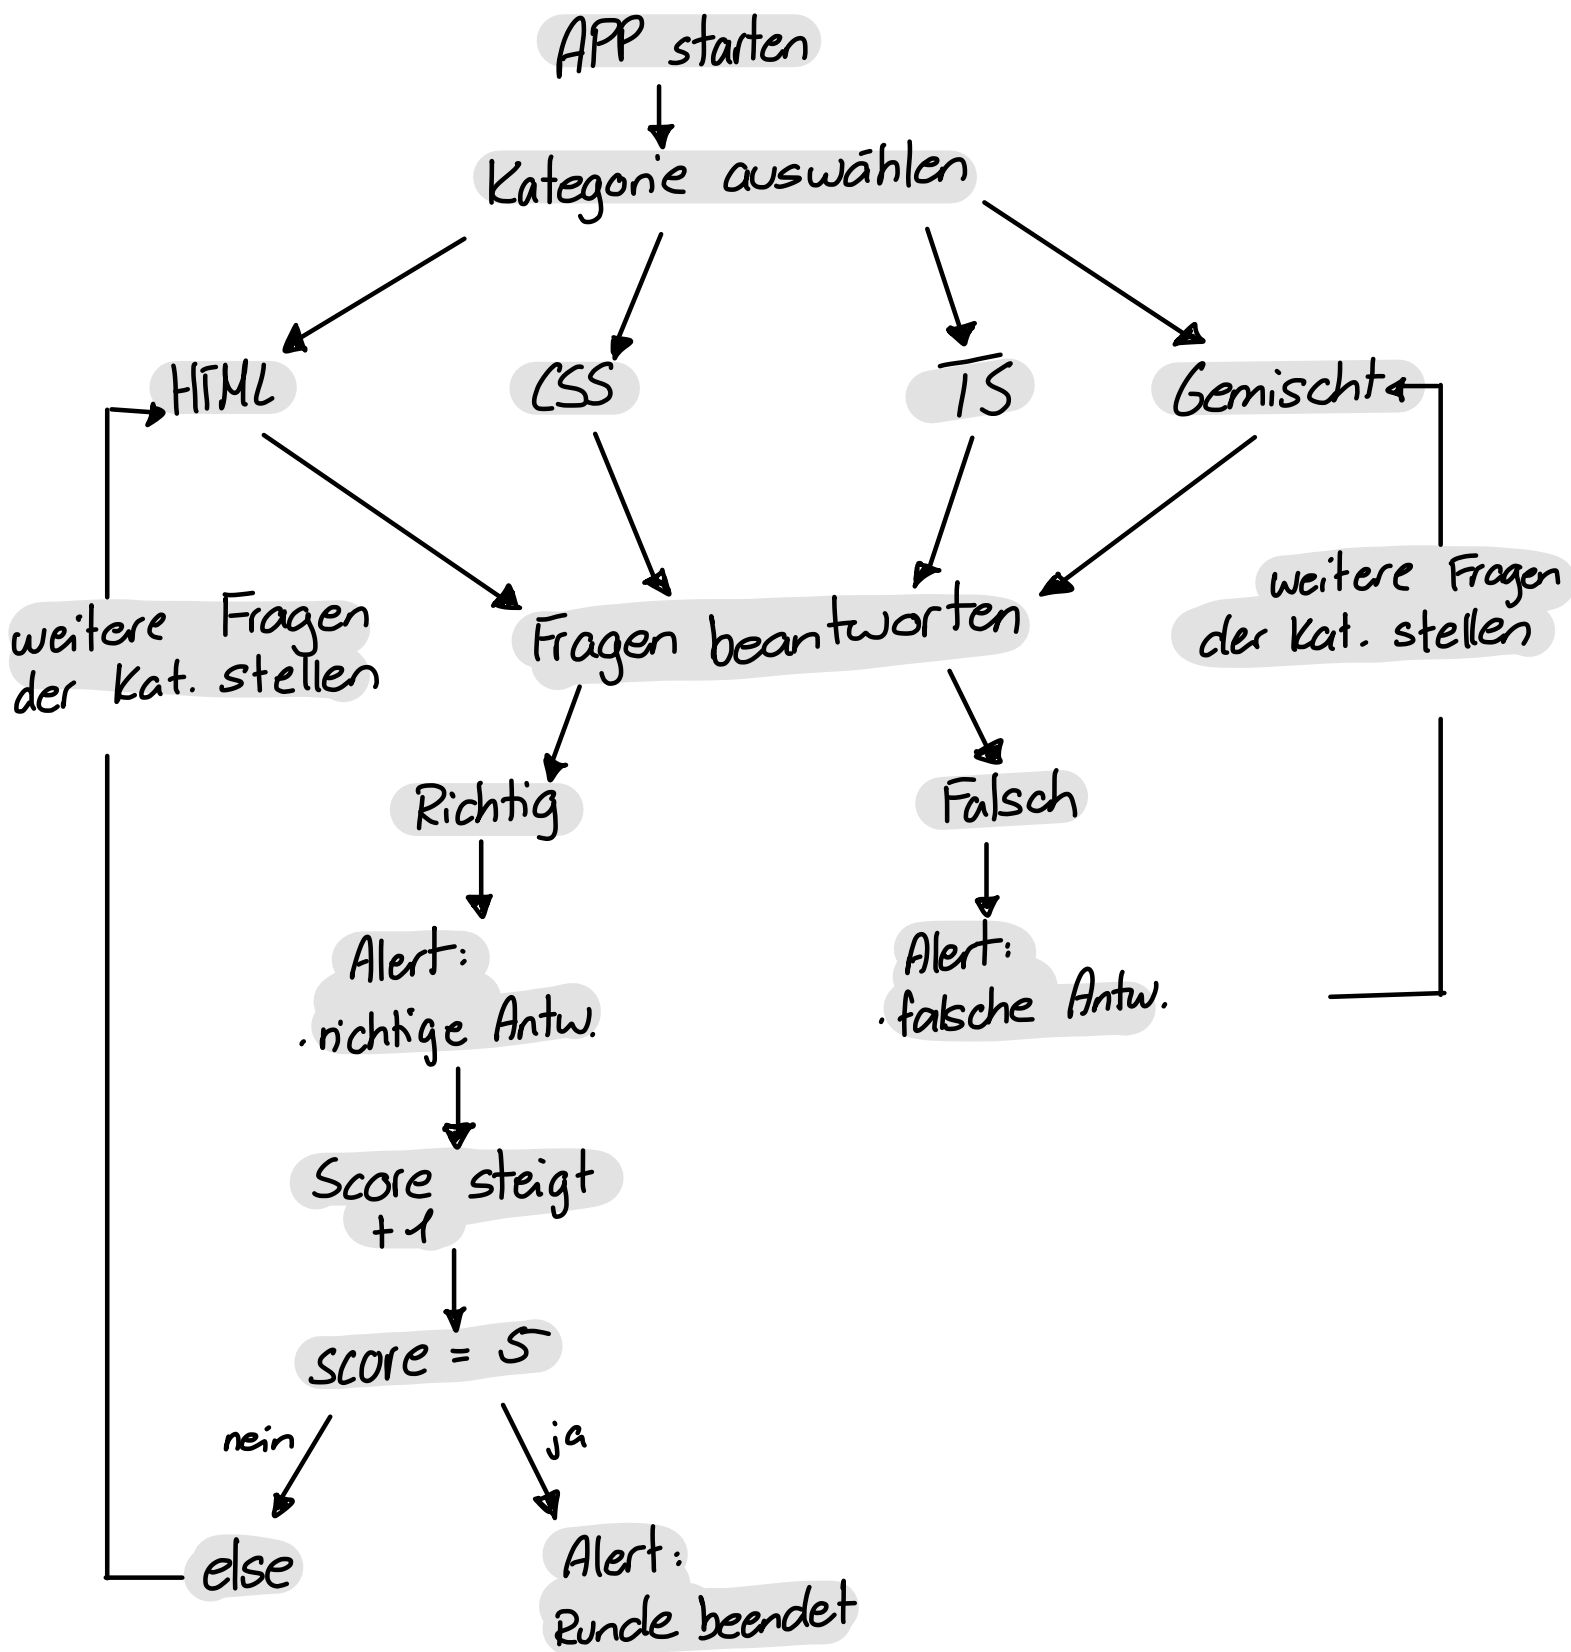 APP starten
Kategorie auswählen
HTML
CSS
TS
Gemischt
weitere Fragen
der Kat. stellen
Fragen beantworten
weitere Fragen
der Kat. stellen
Richtig
Falsch
Alert:
richtige Antw.
Alert:
falsche Antw.
Score steigt
+1
score = 5
nein
ja
else
Alert:
Runde beendet